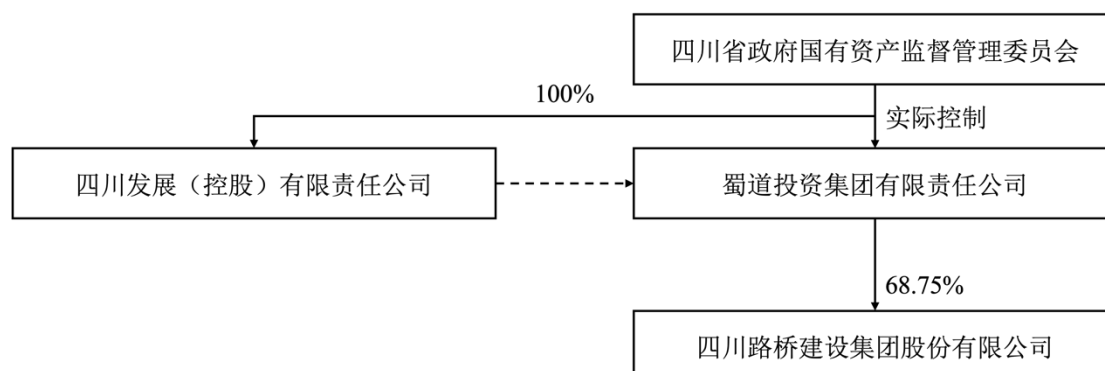 四川省政府国有资产监督管理委员会
100%
实际控制
四川发展（控股）有限责任公司
蜀道投资集团有限责任公司
68.75%
四川路桥建设集团股份有限公司